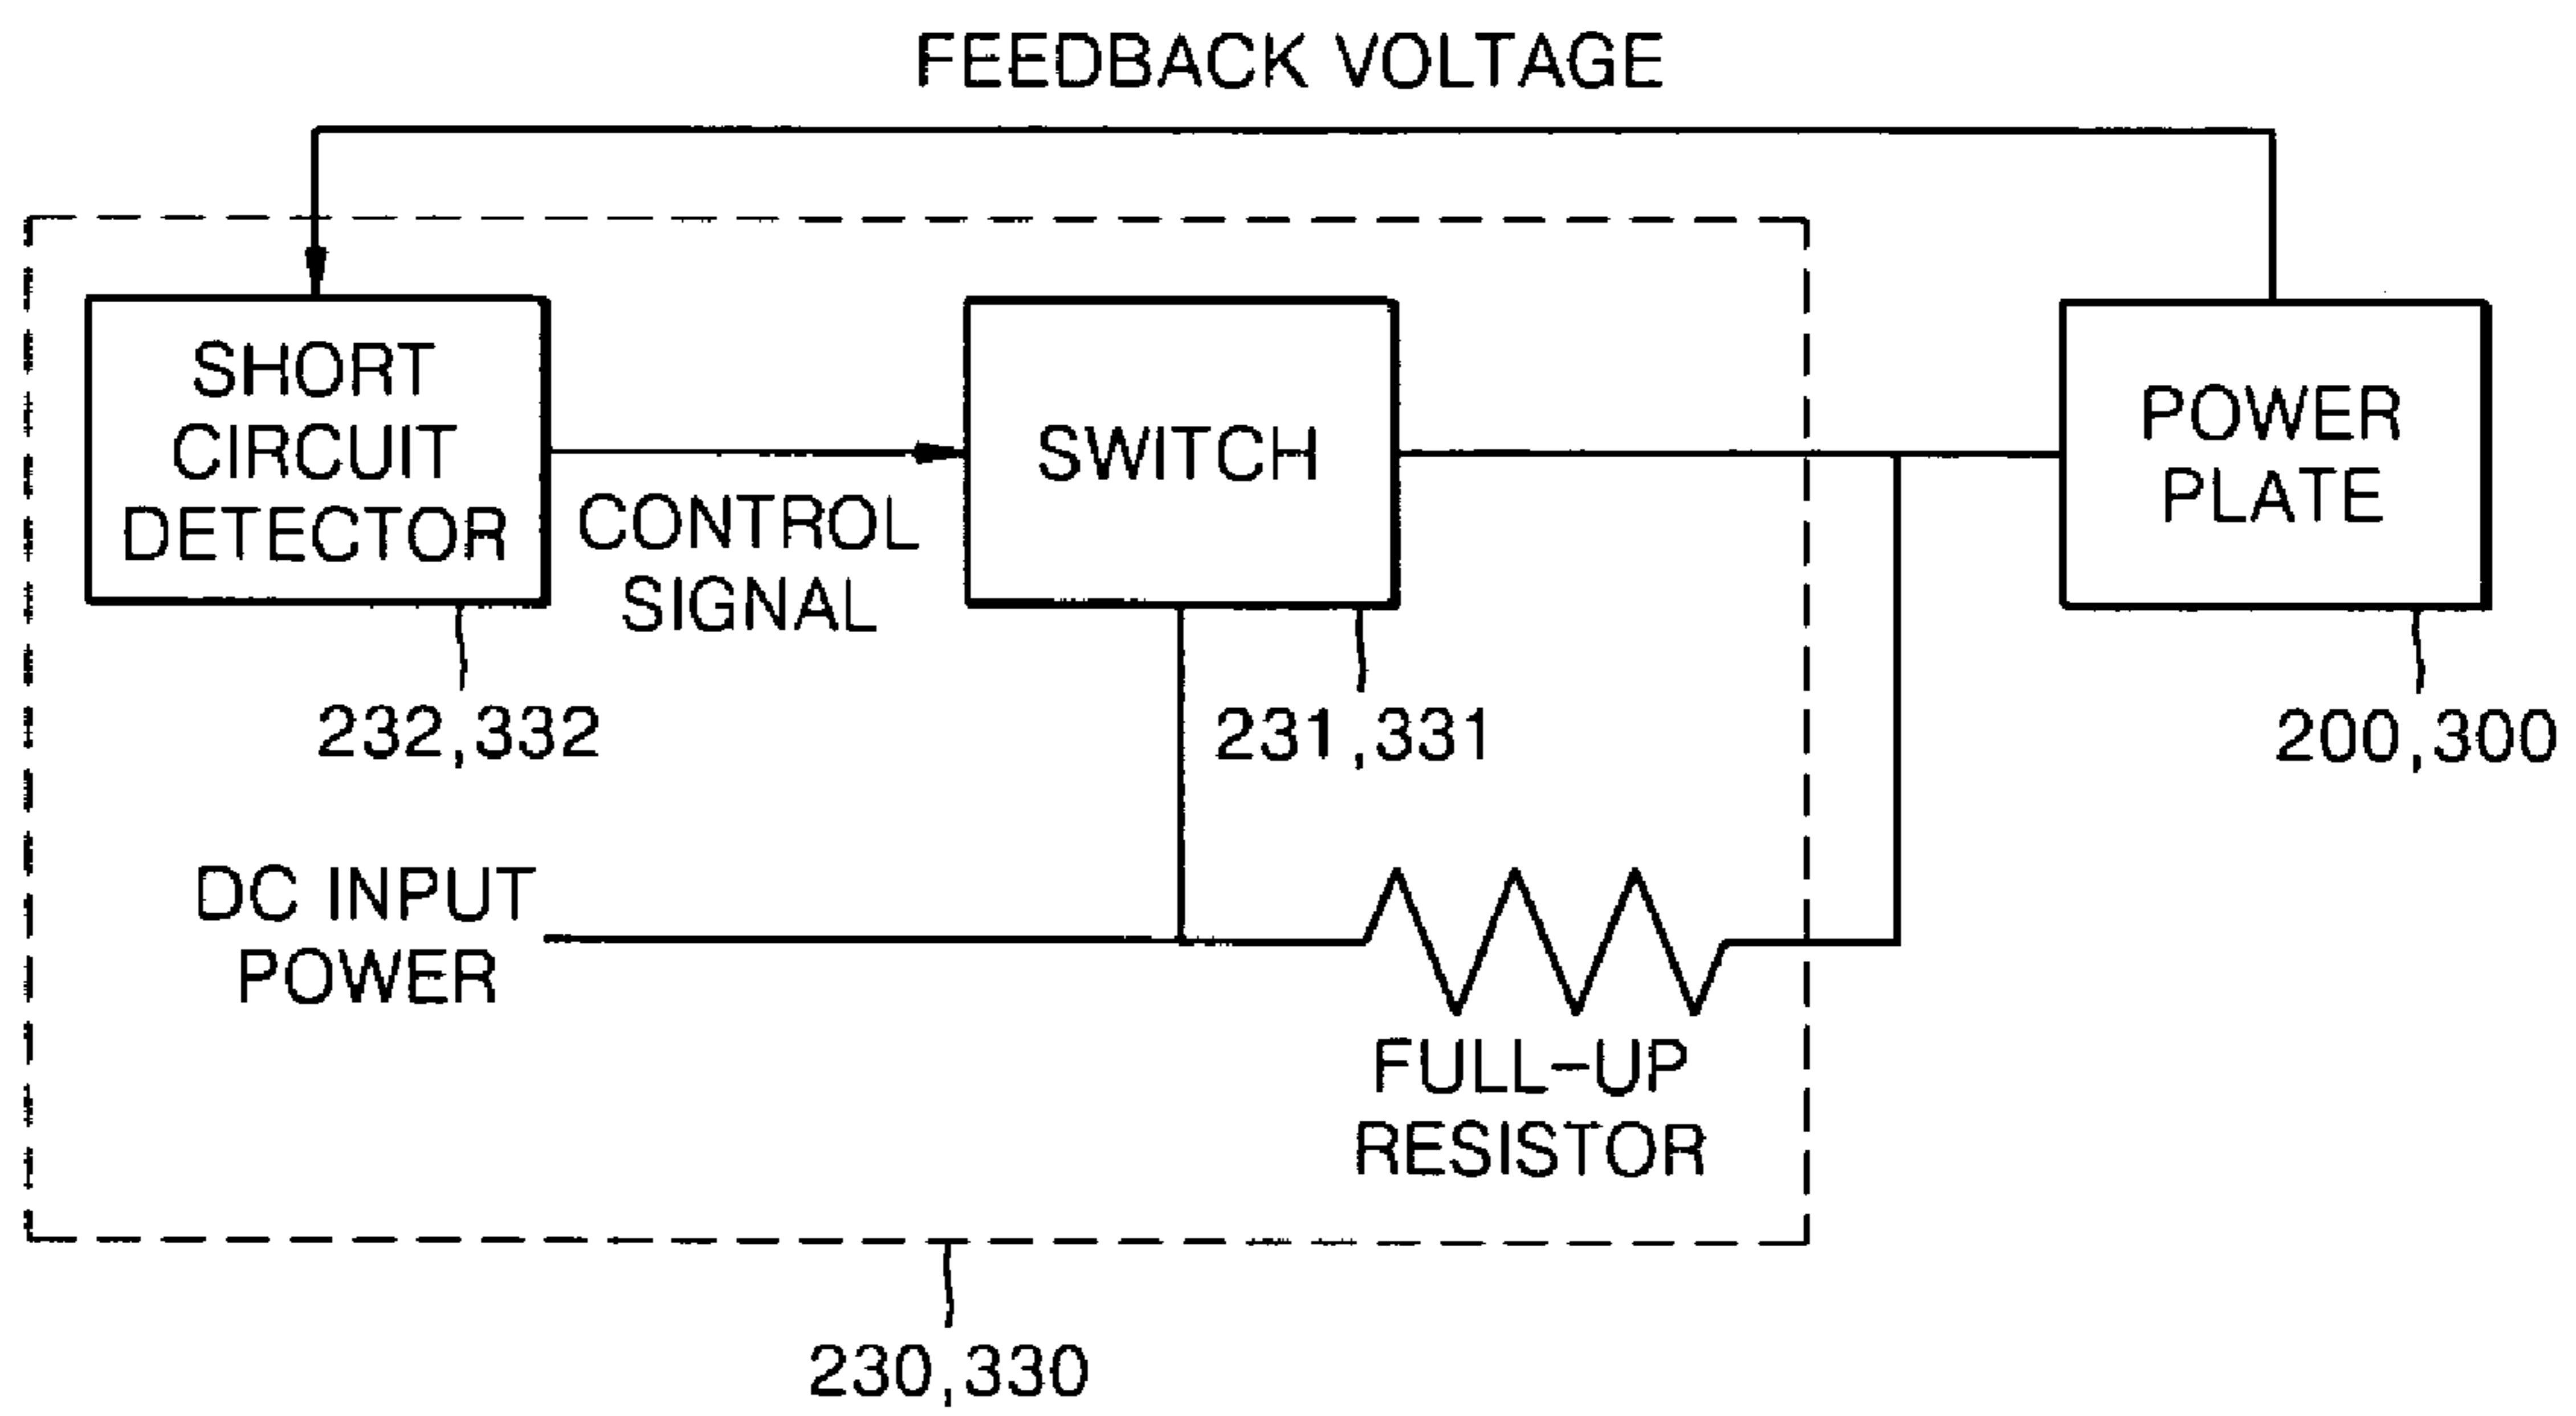 FEEDBACK VOLTAGE
SHORT
CIRCUIT
DETECTOR
CONTROL
SIGNAL
SWITCH
POWER
PLATE
232,332
231,331
200,300
DC INPUT
POWER
FULL-UP
RESISTOR
230,330